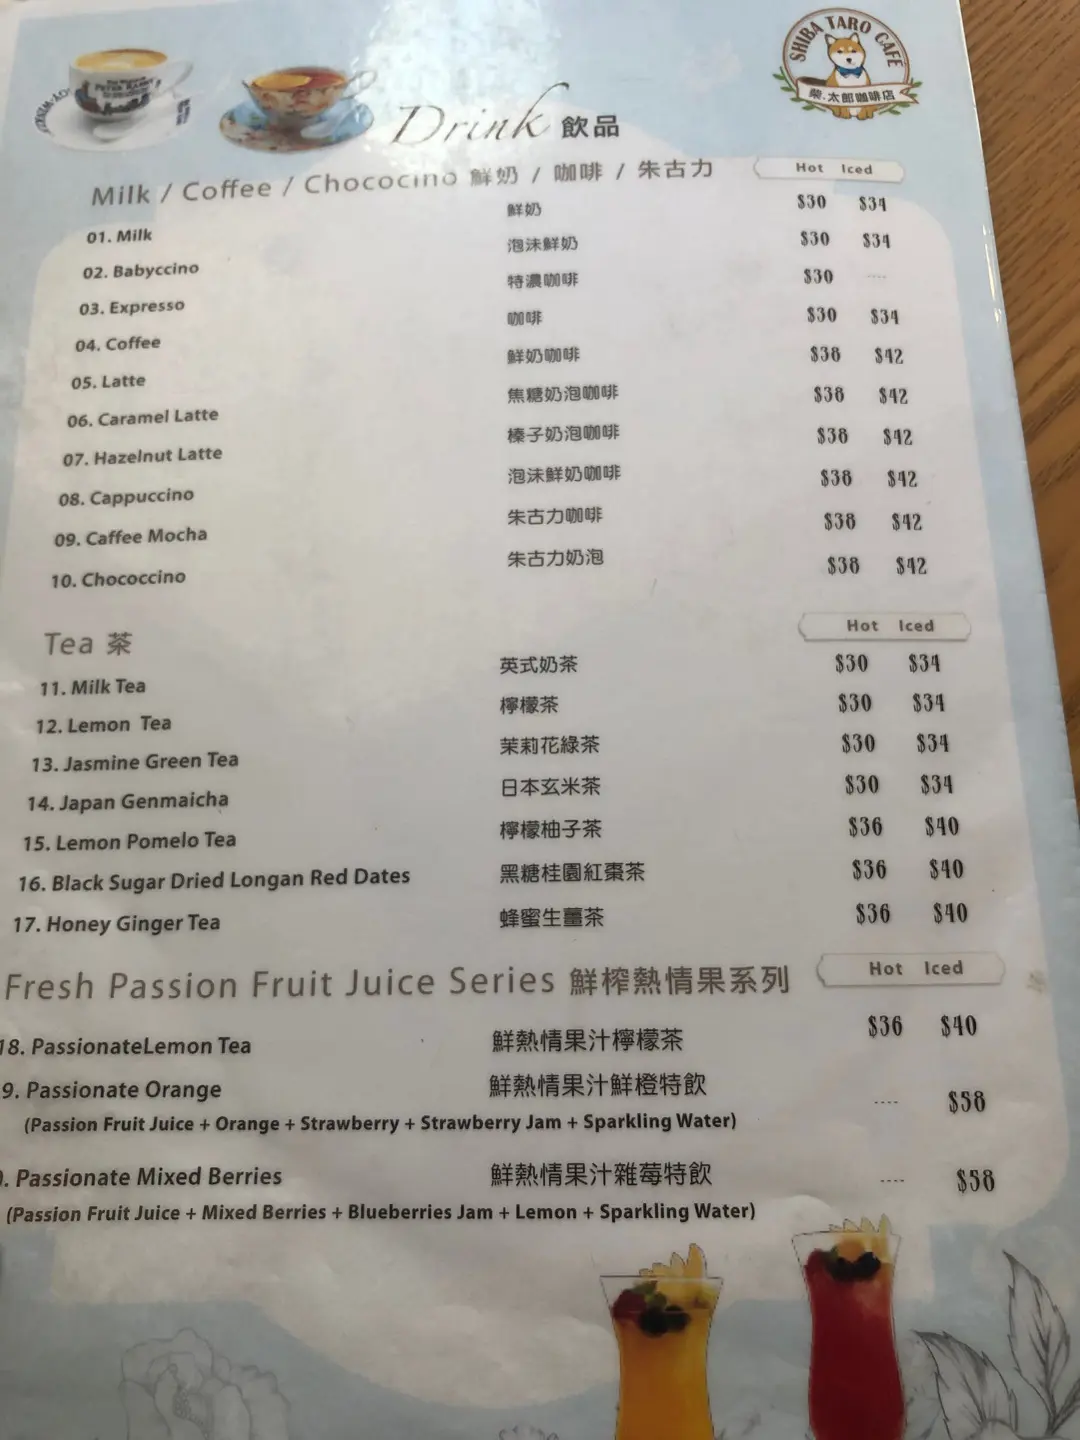 SHIBA TARO CAFE
柴.太郎咖啡店
Drink 飲品
Milk / Coffee / Chococino 鮮奶 / 咖啡 / 朱古力 Hot Iced
01. Milk 鮮奶 $30 $34
02. Babyccino 泡沫鮮奶 $30 $34
03. Expresso 特濃咖啡 $30 ----
04. Coffee 咖啡 $30 $34
05. Latte 鮮奶咖啡 $38 $42
06. Caramel Latte 焦糖奶泡咖啡 $38 $42
07. Hazelnut Latte 榛子奶泡咖啡 $38 $42
08. Cappuccino 泡沫鮮奶咖啡 $38 $42
09. Caffee Mocha 朱古力咖啡 $38 $42
10. Chococcino 朱古力奶泡 $38 $42
Tea 茶 Hot Iced
11. Milk Tea 英式奶茶 $30 $34
12. Lemon Tea 檸檬茶 $30 $34
13. Jasmine Green Tea 茉莉花綠茶 $30 $34
14. Japan Genmaicha 日本玄米茶 $30 $34
15. Lemon Pomelo Tea 檸檬柚子茶 $36 $40
16. Black Sugar Dried Longan Red Dates 黑糖桂圓紅棗茶 $36 $40
17. Honey Ginger Tea 蜂蜜生薑茶 $36 $40
Fresh Passion Fruit Juice Series 鮮榨熱情果系列 Hot Iced
18. PassionateLemon Tea 鮮熱情果汁檸檬茶 $36 $40
9. Passionate Orange 鮮熱情果汁鮮橙特飲 ---- $58
(Passion Fruit Juice + Orange + Strawberry + Strawberry Jam + Sparkling Water)
. Passionate Mixed Berries 鮮熱情果汁雜莓特飲 ---- $58
(Passion Fruit Juice + Mixed Berries + Blueberries Jam + Lemon + Sparkling Water)